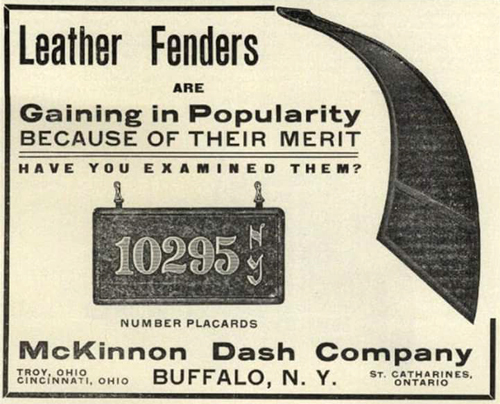 Leather Fenders
ARE
Gaining in Popularity
BECAUSE OF THEIR MERIT
HAVE YOU EXAMINED THEM?
10295 NY
NUMBER PLACARDS
McKinnon Dash Company
TROY, OHIO
CINCINNATI, OHIO
BUFFALO, N. Y.
ST. CATHARINES,
ONTARIO